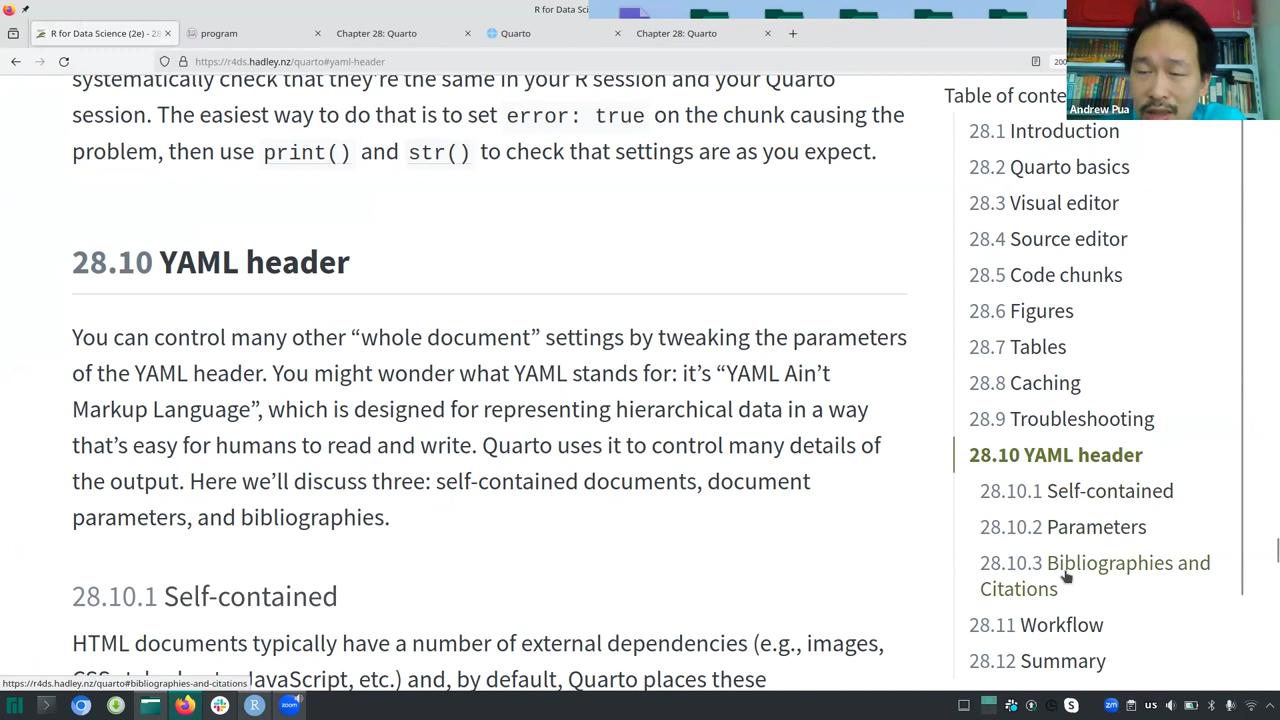 R for Data Sci
R for Data Science (2e) - 28
program
Chapter 28: Quarto
Quarto
Chapter 28: Quarto
https://r4ds.hadley.nz/quarto#yaml-header
200
Andrew Pua
systematically check that they're the same in your R session and your Quarto
session. The easiest way to do that is to set error: true on the chunk causing the
problem, then use print() and str() to check that settings are as you expect.
28.10 YAML header
You can control many other “whole document” settings by tweaking the parameters
of the YAML header. You might wonder what YAML stands for: it’s “YAML Ain’t
Markup Language”, which is designed for representing hierarchical data in a way
that’s easy for humans to read and write. Quarto uses it to control many details of
the output. Here we’ll discuss three: self-contained documents, document
parameters, and bibliographies.
28.10.1 Self-contained
HTML documents typically have a number of external dependencies (e.g., images,
JavaScript, etc.) and, by default, Quarto places these
Table of conte
28.1 Introduction
28.2 Quarto basics
28.3 Visual editor
28.4 Source editor
28.5 Code chunks
28.6 Figures
28.7 Tables
28.8 Caching
28.9 Troubleshooting
28.10 YAML header
28.10.1 Self-contained
28.10.2 Parameters
28.10.3 Bibliographies and
Citations
28.11 Workflow
28.12 Summary
https://r4ds.hadley.nz/quarto#bibliographies-and-citations
zoom
zm
us